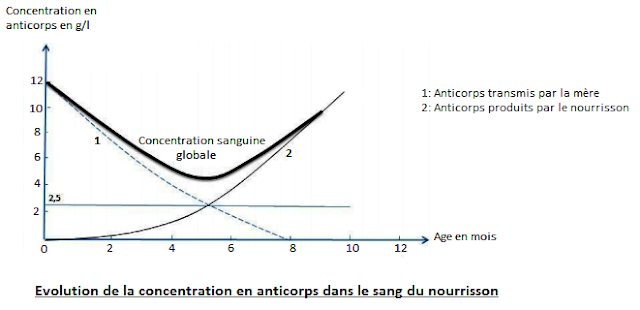 Concentration en
anticorps en g/l
12
10
8
6
4
2,5
2
0
2
4
6
8
10
12
Age en mois
1
Concentration sanguine
globale
2
1: Anticorps transmis par la mère
2: Anticorps produits par le nourrisson
Evolution de la concentration en anticorps dans le sang du nourrisson